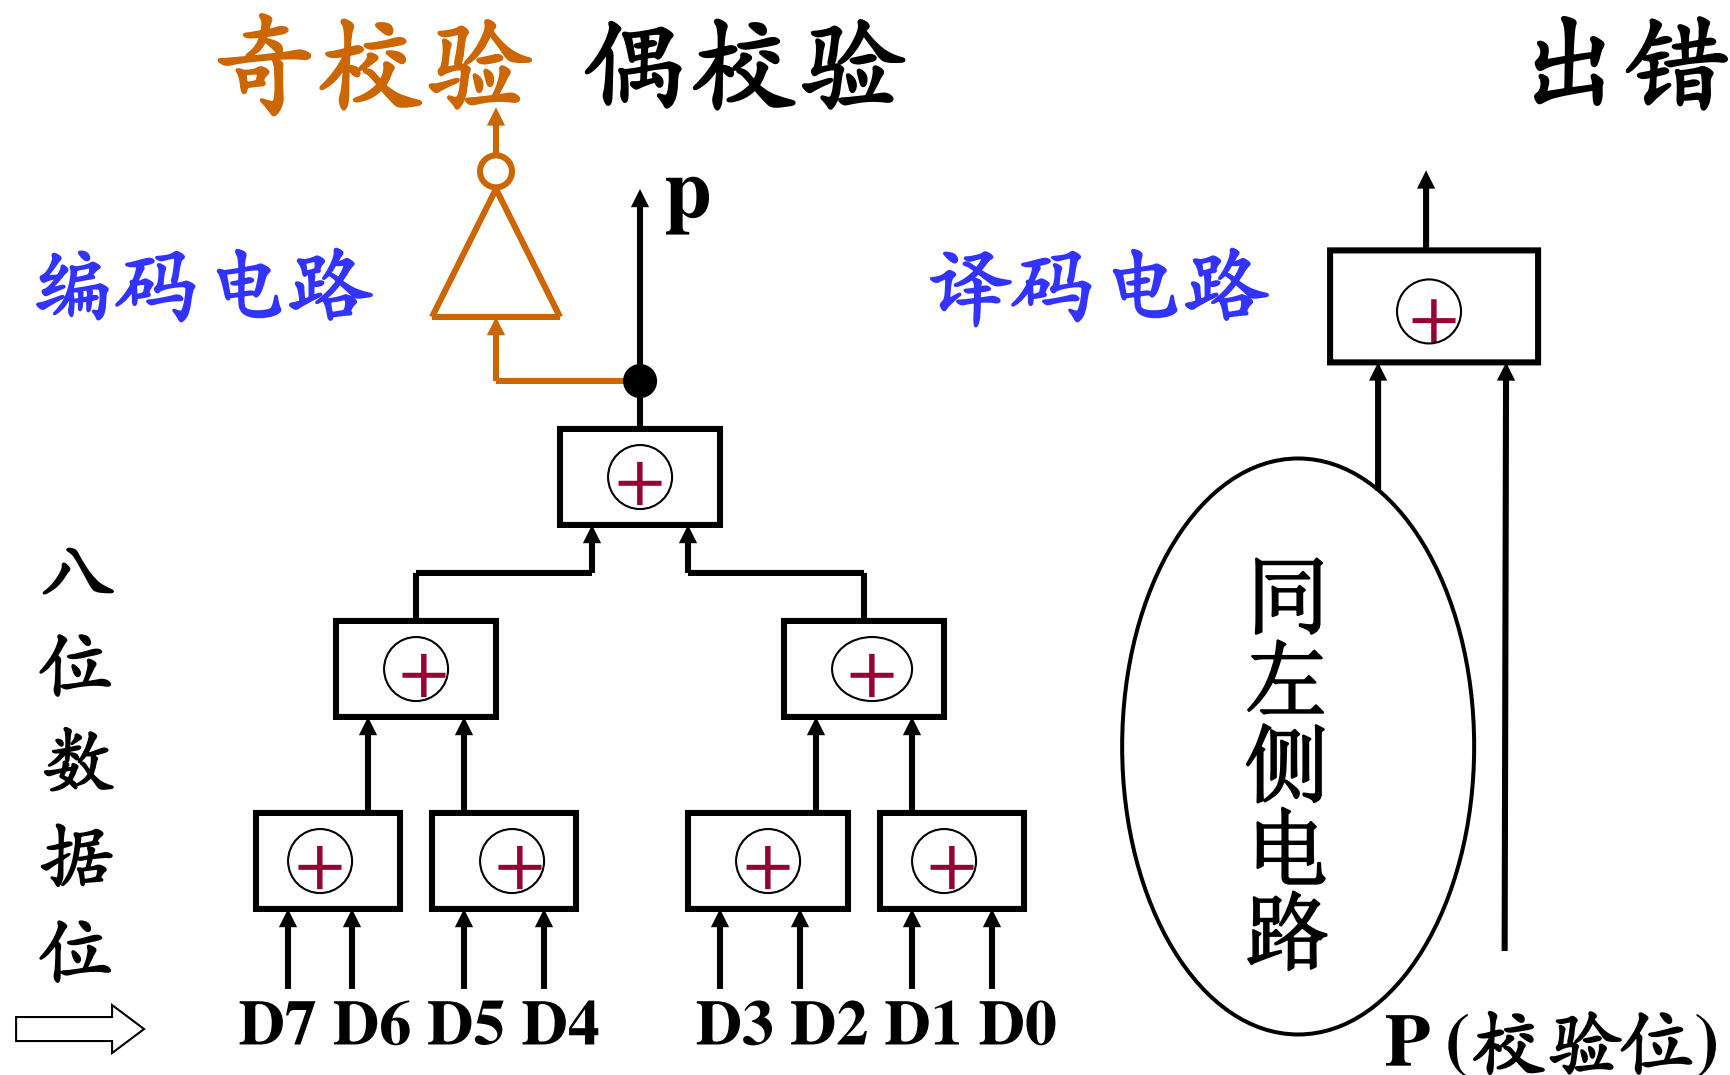 奇校验 偶校验 出错
p
编码电路 译码电路
八位数据位
同左侧电路
D7 D6 D5 D4 D3 D2 D1 D0
P (校验位)